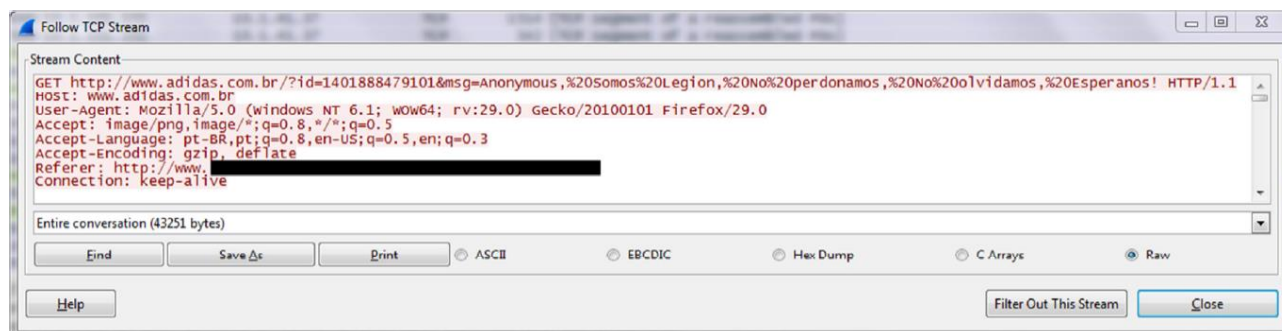 Follow TCP Stream
Stream Content
GET http://www.adidas.com.br/?id=1401888479101&msg=Anonymous,%20Somos%20Legion,%20No%20perdonamos,%20No%20olvidamos,%20Esperanos! HTTP/1.1
Host: www.adidas.com.br
User-Agent: Mozilla/5.0 (Windows NT 6.1; WOW64; rv:29.0) Gecko/20100101 Firefox/29.0
Accept: image/png,image/*;q=0.8,*/*;q=0.5
Accept-Language: pt-BR,pt;q=0.8,en-US;q=0.5,en;q=0.3
Accept-Encoding: gzip, deflate
Referer: http://www.
Connection: keep-alive
Entire conversation (43251 bytes)
Find Save As Print ASCII EBCDIC Hex Dump C Arrays Raw
Help Filter Out This Stream Close